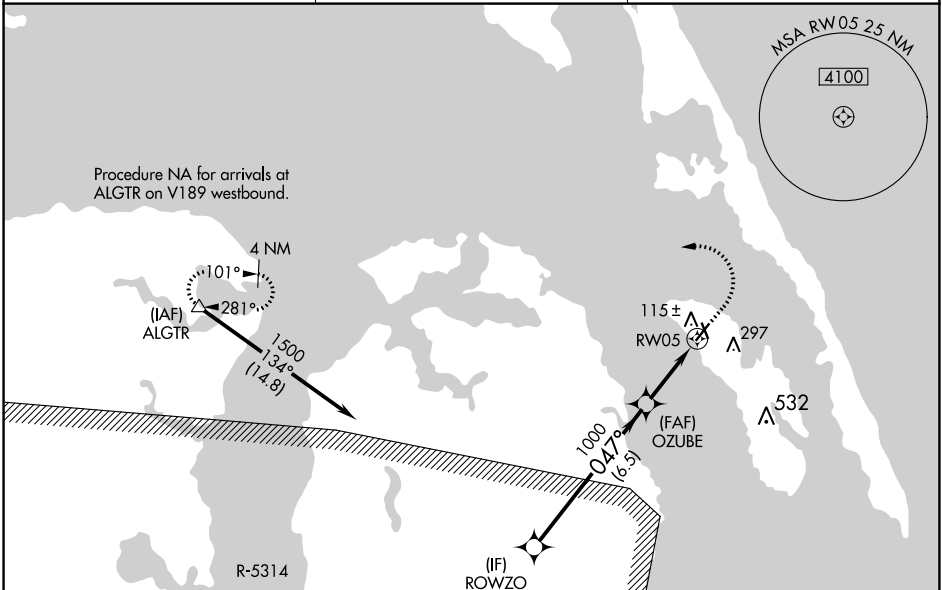 MSA RW05 25 NM
4100
Procedure NA for arrivals at
ALGTR on V189 westbound.
4 NM
101°
281°
(IAF)
ALGTR
1500
134°
(14.8)
115±
RW05
297
532
(FAF)
OZUBE
1000
047°
(6.5)
(IF)
ROWZO
R-5314